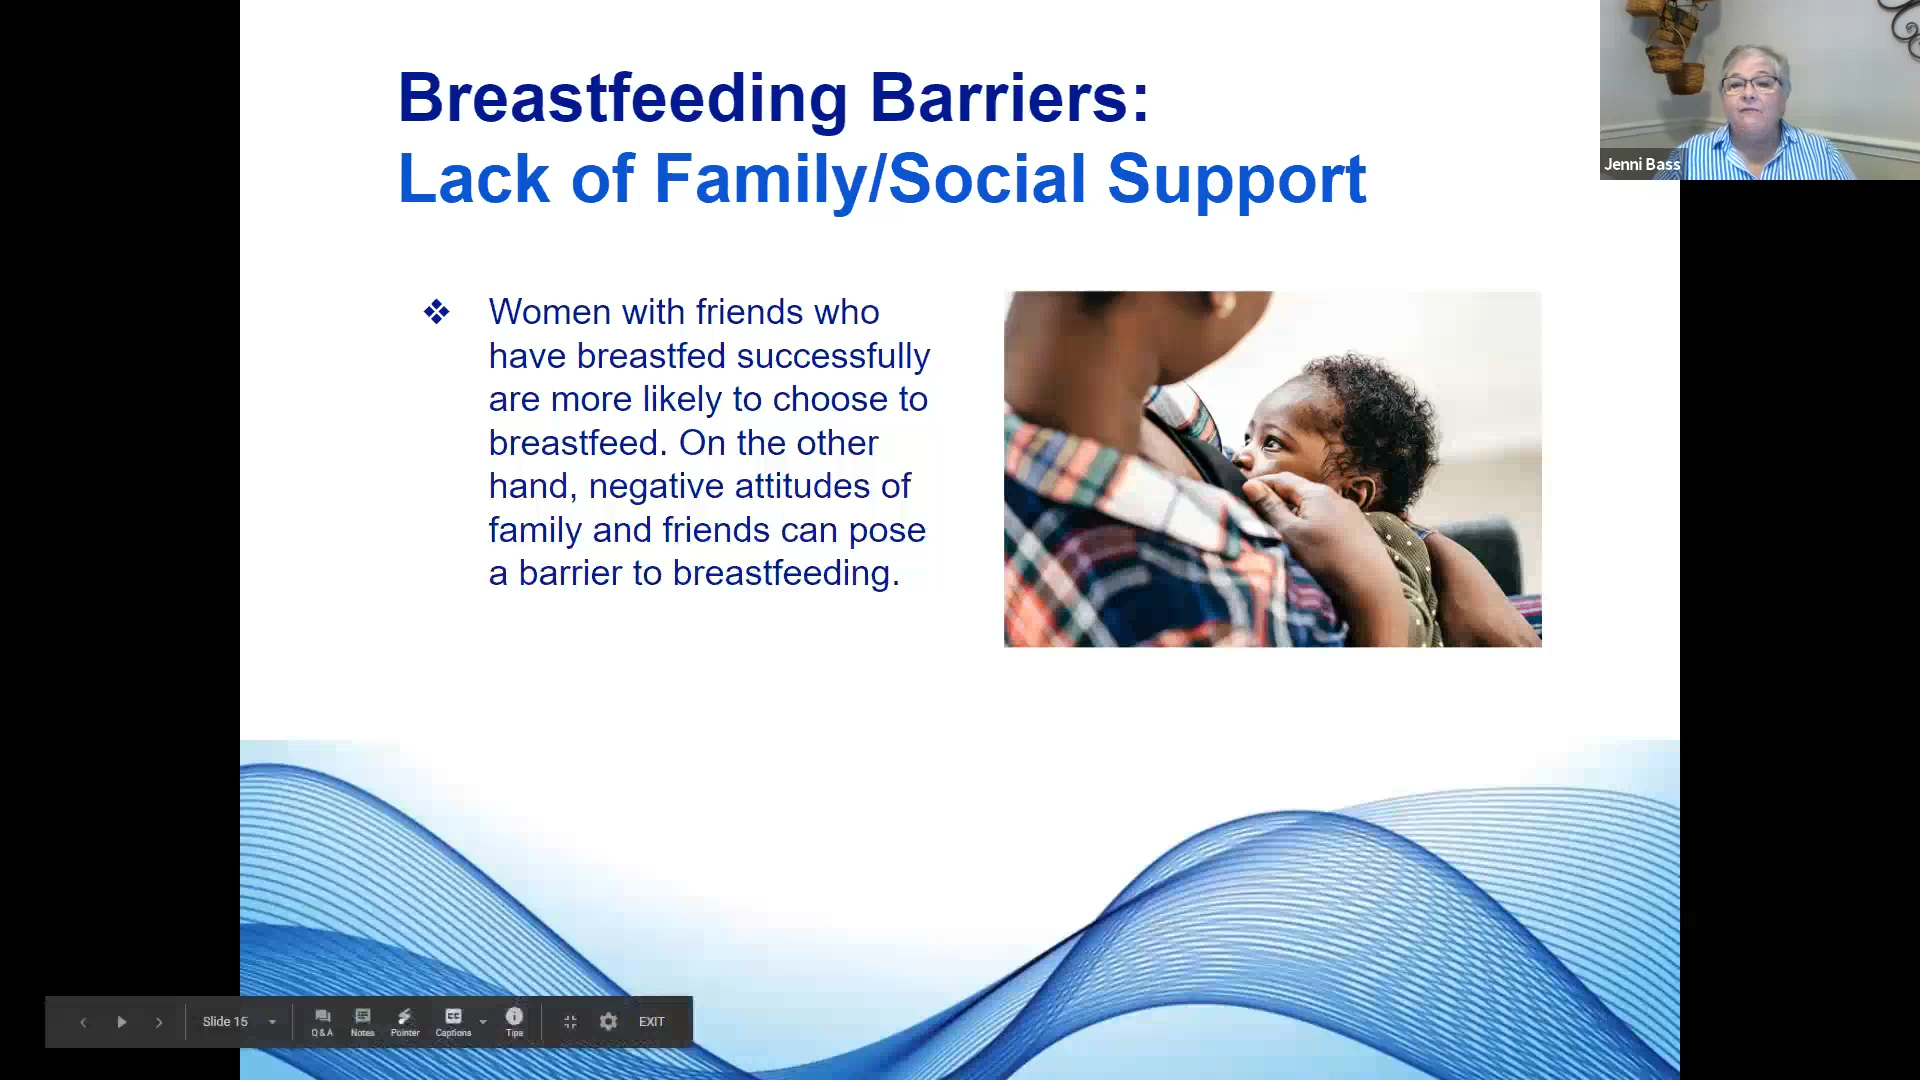 Breastfeeding Barriers:
Lack of Family/Social Support
Women with friends who
have breastfed successfully
are more likely to choose to
breastfeed. On the other
hand, negative attitudes of
family and friends can pose
a barrier to breastfeeding.
Jenni Bass
Slide 15
Q & A
Notes
Pointer
CC
Captions
Tips
EXIT